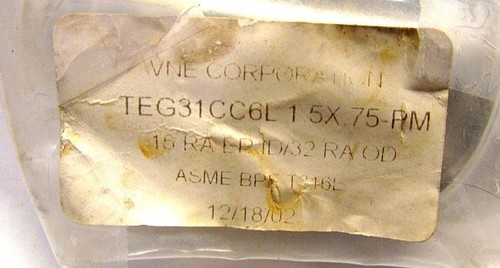 VNE CORPORATION
TEG31CC6L 1.5X.75-PM
15 RA EP ID/32 RA OD
ASME BPE T316L
12/18/02